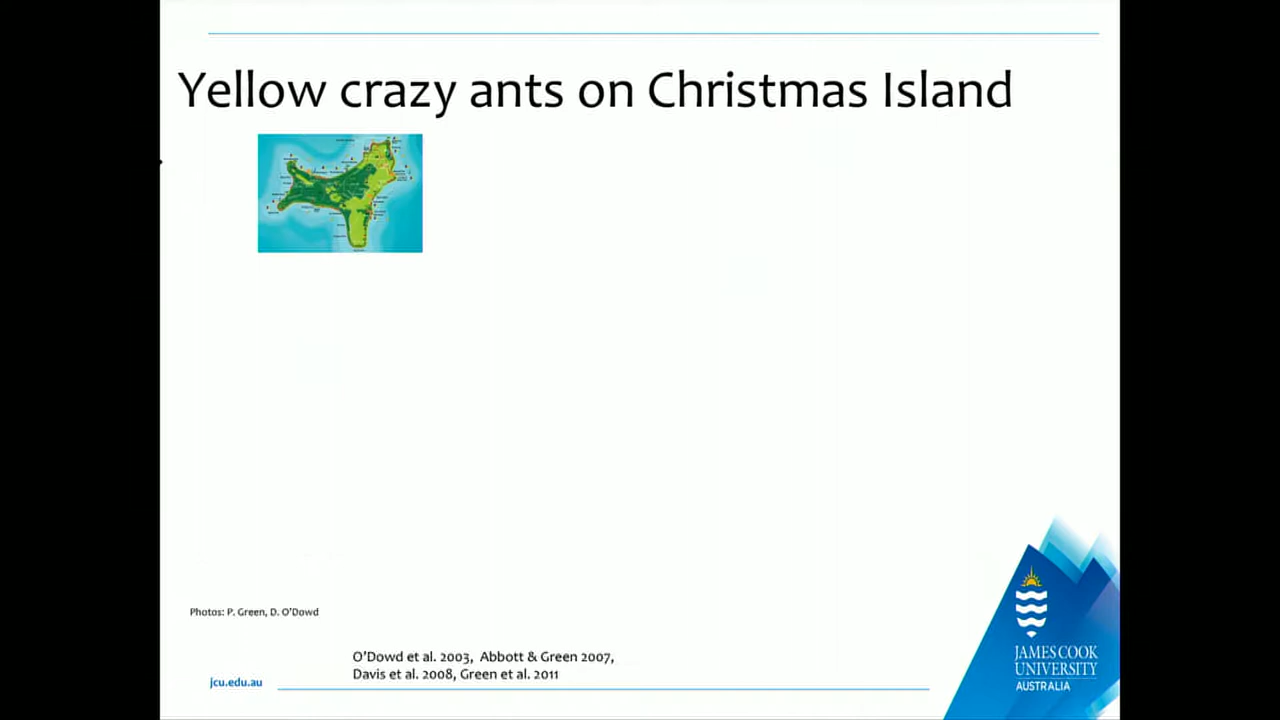 Yellow crazy ants on Christmas Island
Photos: P. Green, D. O'Dowd
O'Dowd et al. 2003, Abbott & Green 2007,
Davis et al. 2008, Green et al. 2011
jcu.edu.au
JAMES COOK
UNIVERSITY
AUSTRALIA